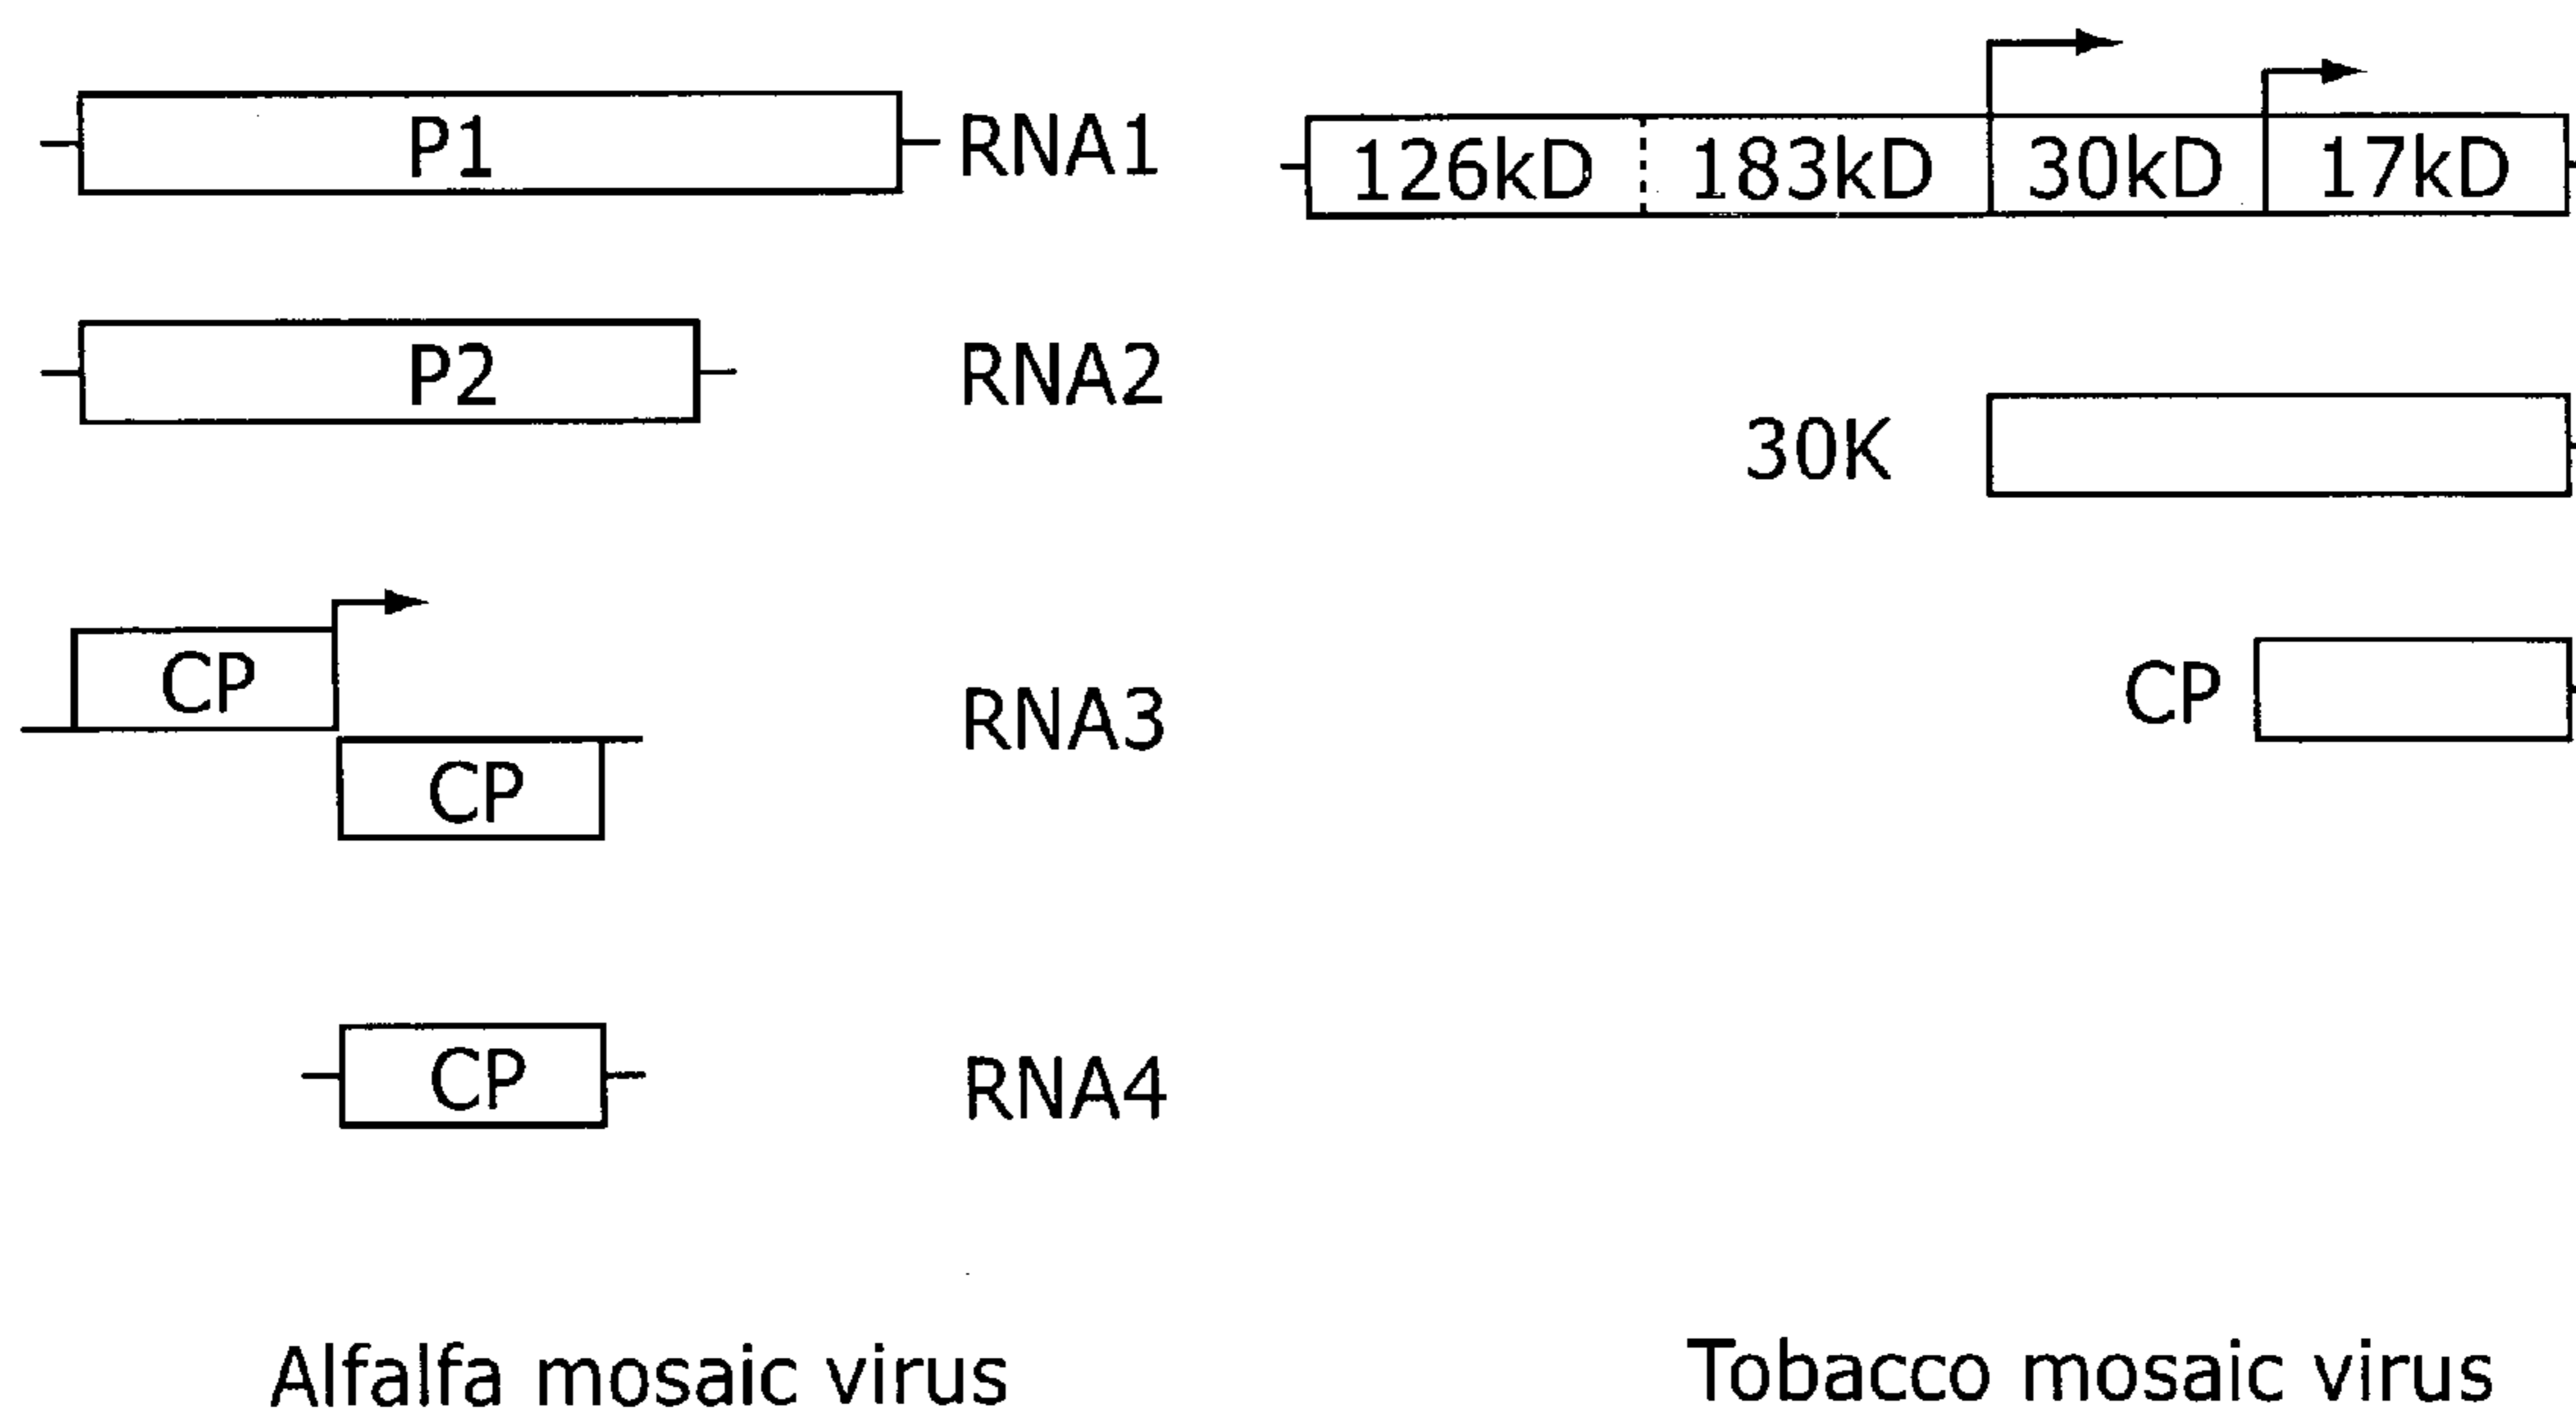 P1 RNA1
P2 RNA2
CP
RNA3
CP
CP RNA4
Alfalfa mosaic virus
126kD 183kD 30kD 17kD
30K
CP
Tobacco mosaic virus